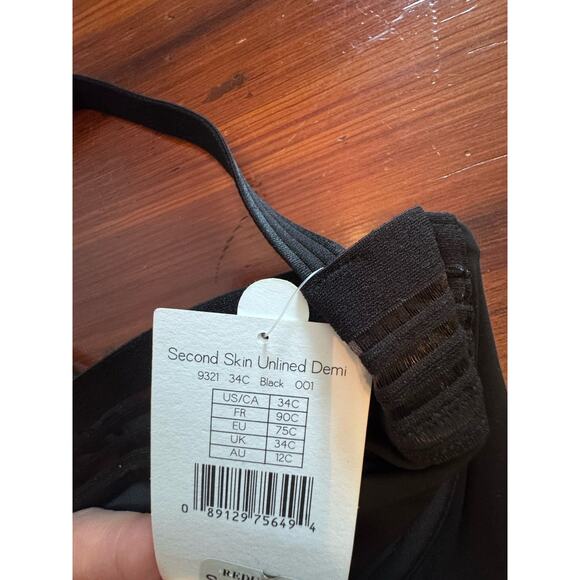 Second Skin Unlined Demi
9321 34C Black 001
US/CA 34C
FR 90C
EU 75C
UK 34C
AU 12C
0 89129 75649 4